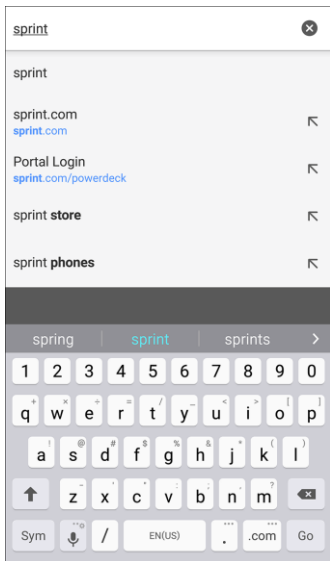 sprint
sprint
sprint.com
sprint.com
Portal Login
sprint.com/powerdeck
sprint store
sprint phones
spring sprint sprints
1 2 3 4 5 6 7 8 9 0
+ × ÷ = / _ < > [ ]
q w e r t y u i o p
! @ # $ % & * ( )
a s d f g h j k l
- ' " : ; , ?
z x c v b n m
Sym / EN(US) . .com Go